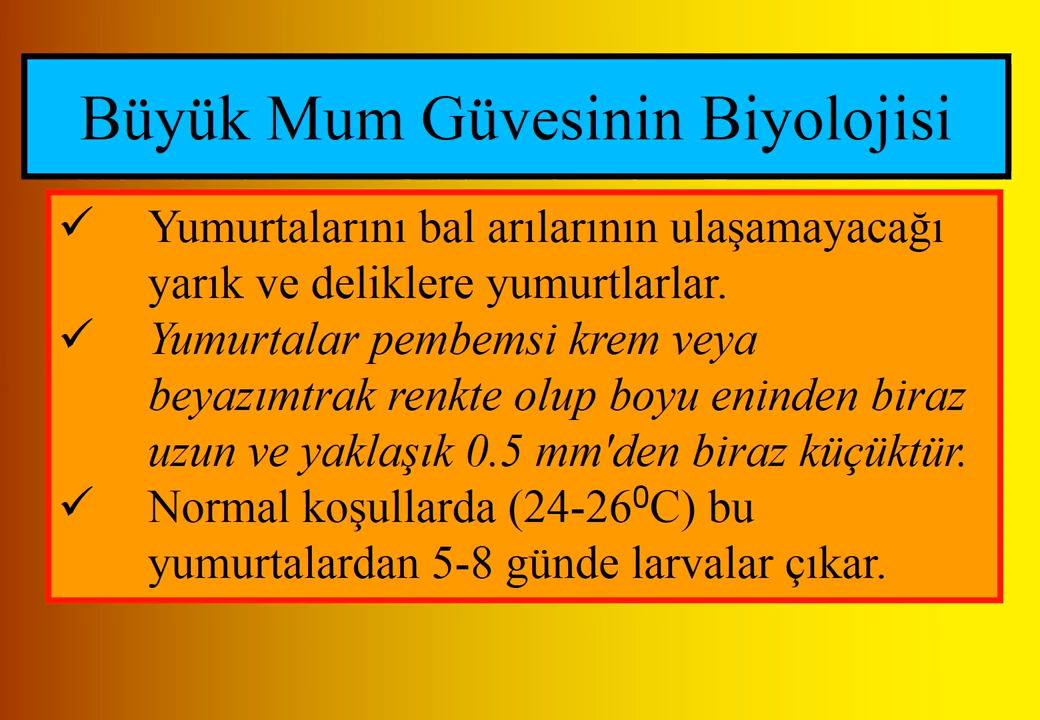 Büyük Mum Güvesinin Biyolojisi
✓ Yumurtalarını bal arılarının ulaşamayacağı
yarık ve deliklere yumurtlarlar.
✓ Yumurtalar pembemsi krem veya
beyazımtrak renkte olup boyu eninden biraz
uzun ve yaklaşık 0.5 mm'den biraz küçüktür.
✓ Normal koşullarda (24-26⁰C) bu
yumurtalardan 5-8 günde larvalar çıkar.